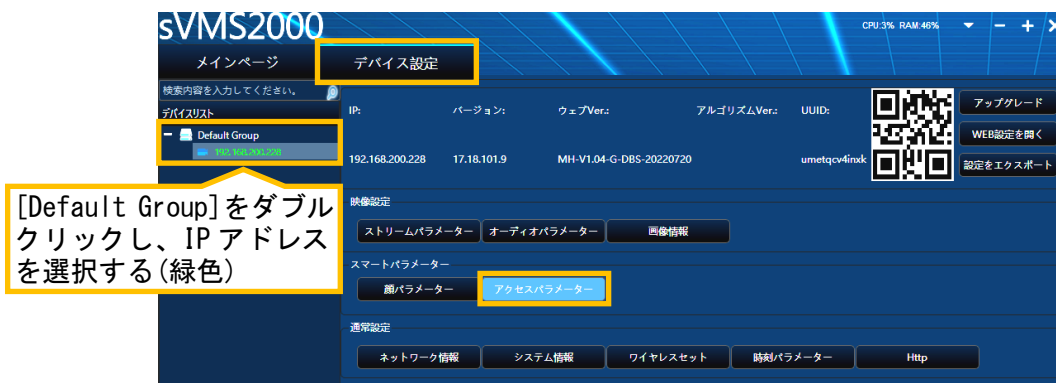 sVMS2000
CPU:3% RAM:46%
メインページ
デバイス設定
検索内容を入力してください。
デバイスリスト
Default Group
192.168.200.228
IP: バージョン: ウェブVer.: アルゴリズムVer.: UUID:
192.168.200.228 17.18.101.9 MH-V1.04-G-DBS-20220720 umetqcv4inxk
アップグレード
WEB設定を開く
設定をエクスポート
[Default Group]をダブル
クリックし、IPアドレス
を選択する(緑色)
映像設定
ストリームパラメーター オーディオパラメーター 画像情報
スマートパラメーター
顔パラメーター アクセスパラメーター
通常設定
ネットワーク情報 システム情報 ワイヤレスセット 時刻パラメーター Http